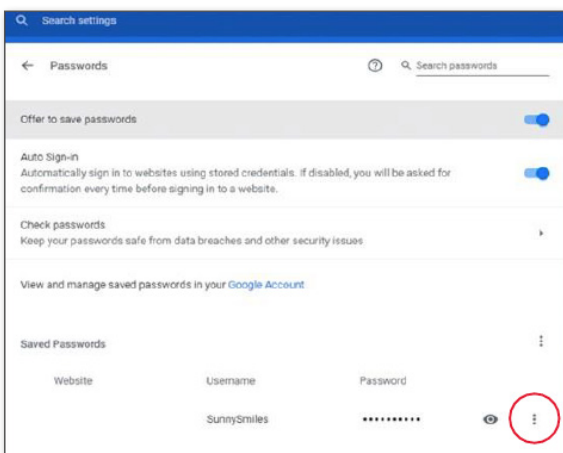 Search settings
Passwords
Search passwords
Offer to save passwords
Auto Sign-in
Automatically sign in to websites using stored credentials. If disabled, you will be asked for
confirmation every time before signing in to a website.
Check passwords
Keep your passwords safe from data breaches and other security issues
View and manage saved passwords in your Google Account
Saved Passwords
Website Username Password
SunnySmiles ••••••••••